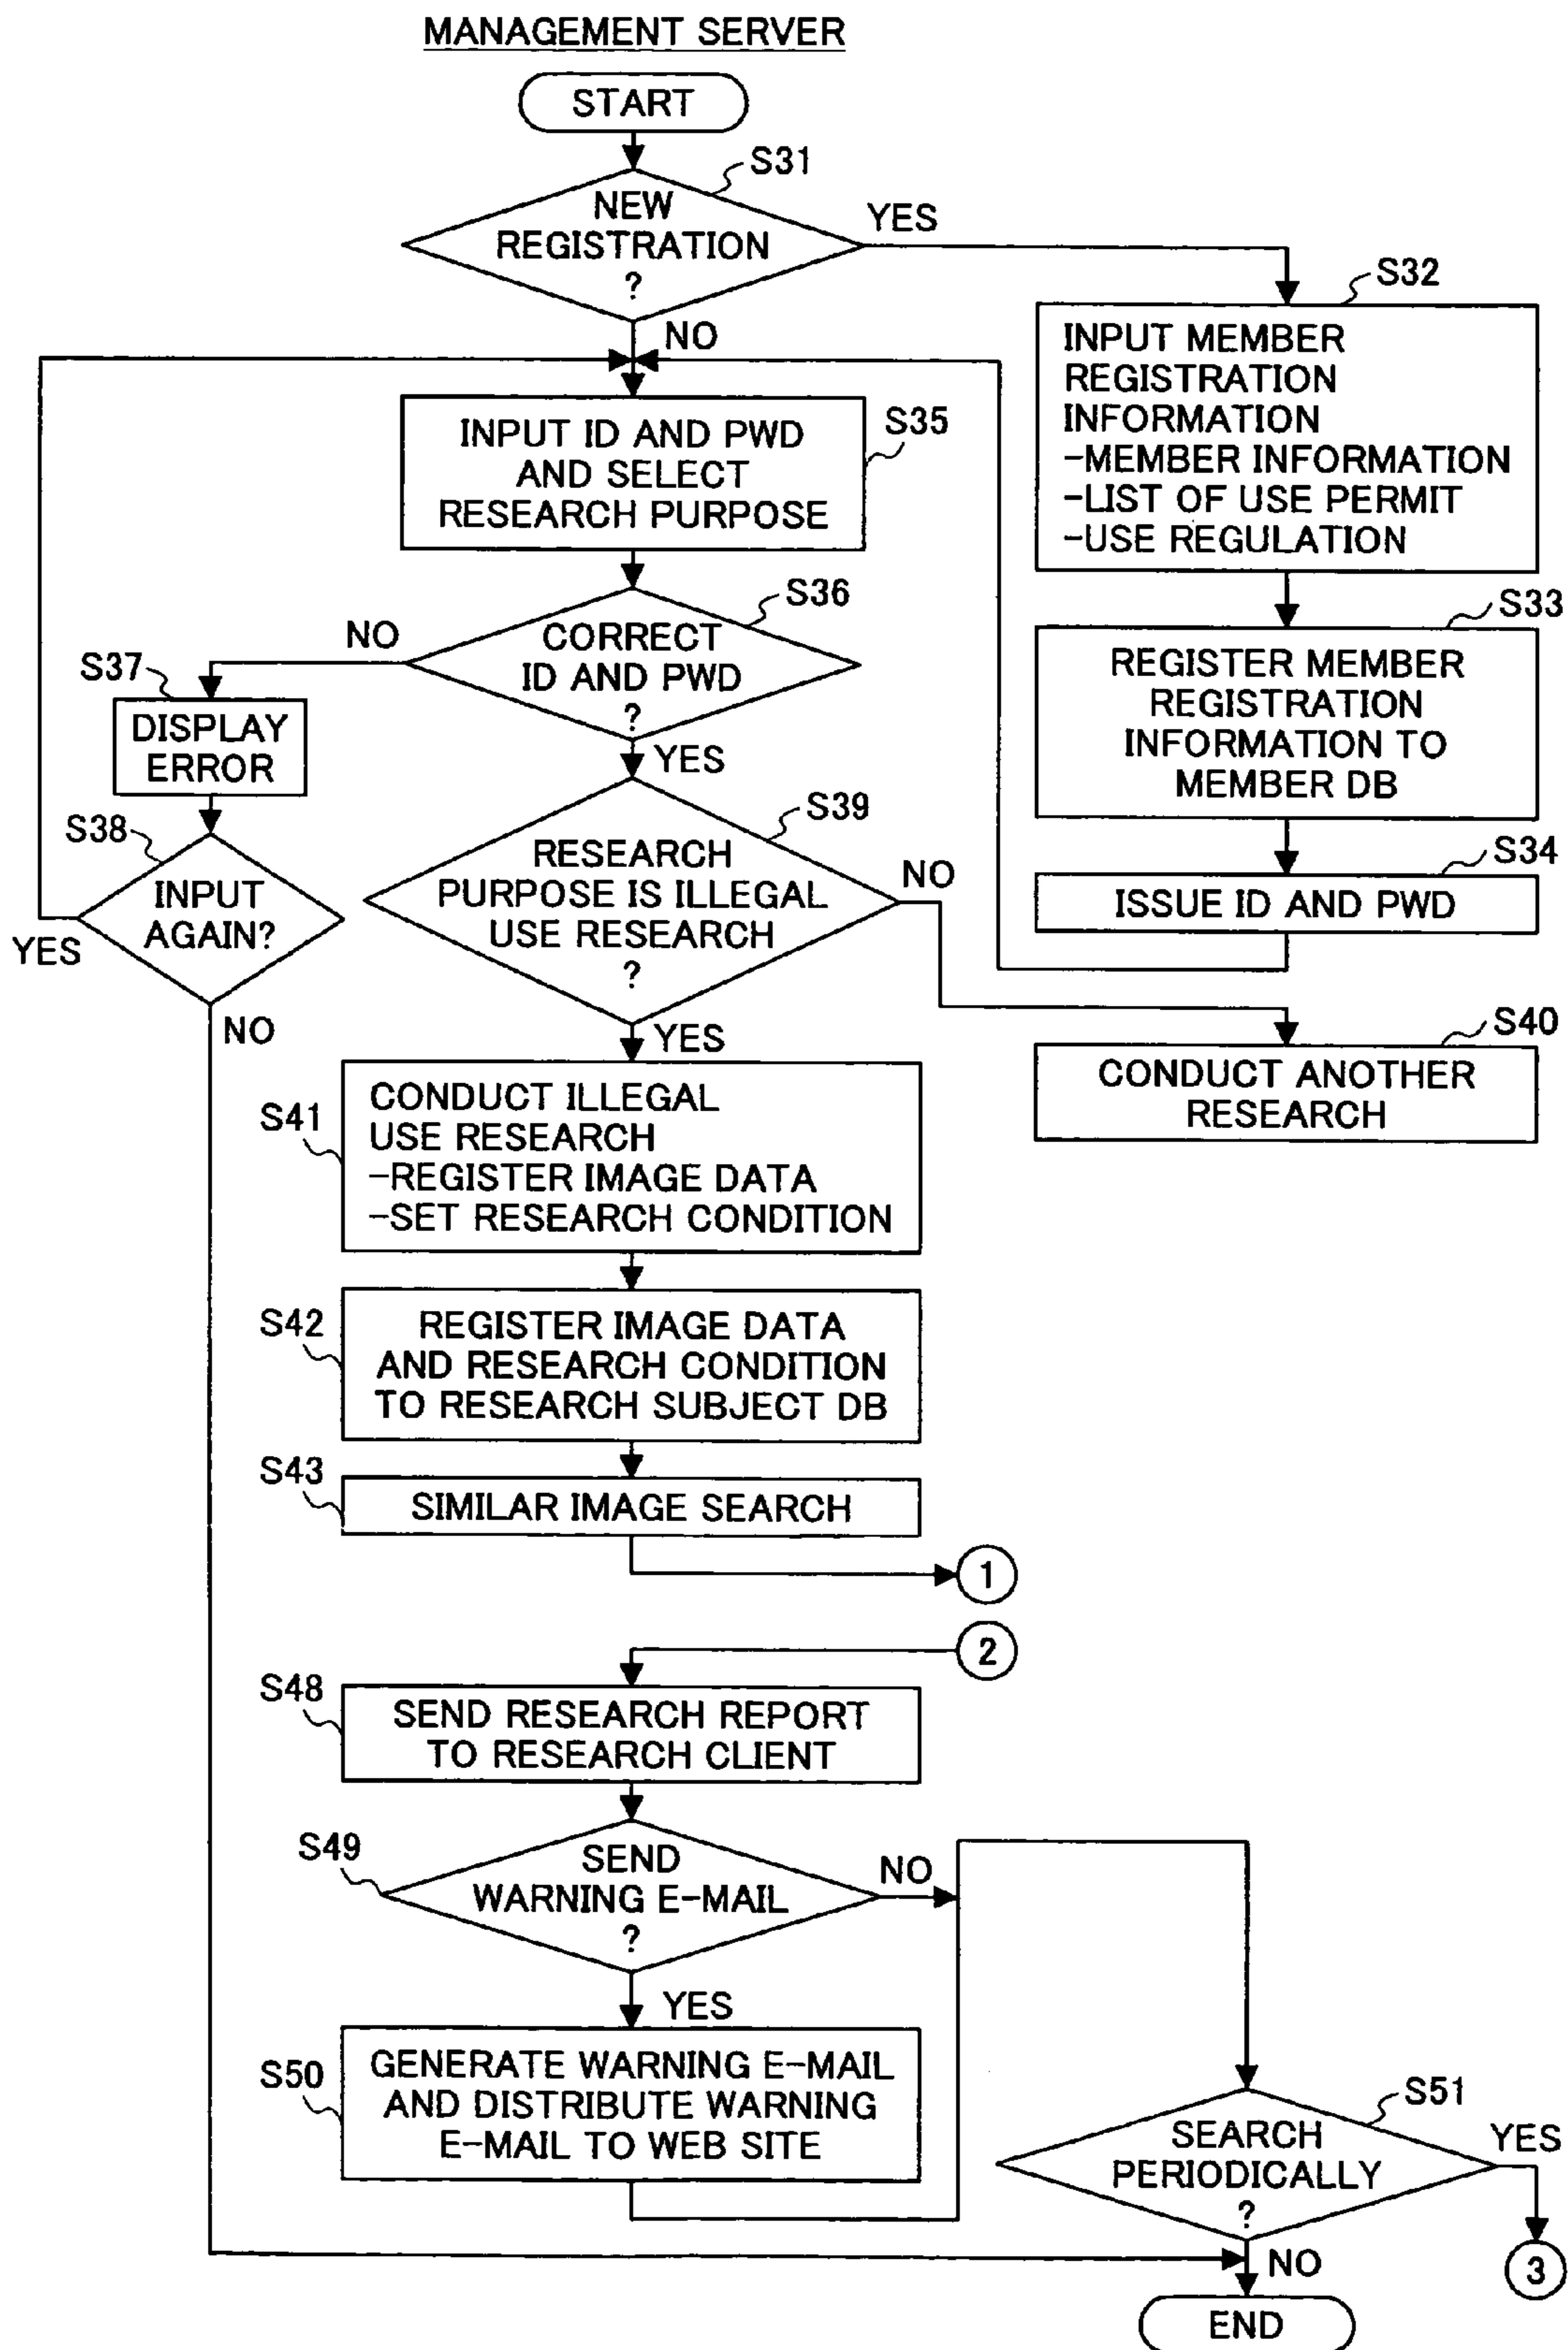 MANAGEMENT SERVER
START
S31
NEW
REGISTRATION
?
YES
NO
S32
INPUT MEMBER
REGISTRATION
INFORMATION
-MEMBER INFORMATION
-LIST OF USE PERMIT
-USE REGULATION
S33
REGISTER MEMBER
REGISTRATION
INFORMATION TO
MEMBER DB
S34
ISSUE ID AND PWD
S35
INPUT ID AND PWD
AND SELECT
RESEARCH PURPOSE
S36
CORRECT
ID AND PWD
?
NO
YES
S37
DISPLAY
ERROR
S38
INPUT
AGAIN?
YES
NO
S39
RESEARCH
PURPOSE IS ILLEGAL
USE RESEARCH
?
NO
YES
S40
CONDUCT ANOTHER
RESEARCH
S41
CONDUCT ILLEGAL
USE RESEARCH
-REGISTER IMAGE DATA
-SET RESEARCH CONDITION
S42
REGISTER IMAGE DATA
AND RESEARCH CONDITION
TO RESEARCH SUBJECT DB
S43
SIMILAR IMAGE SEARCH
1
2
S48
SEND RESEARCH REPORT
TO RESEARCH CLIENT
S49
SEND
WARNING E-MAIL
?
NO
YES
S50
GENERATE WARNING E-MAIL
AND DISTRIBUTE WARNING
E-MAIL TO WEB SITE
S51
SEARCH
PERIODICALLY
?
YES
NO
3
END